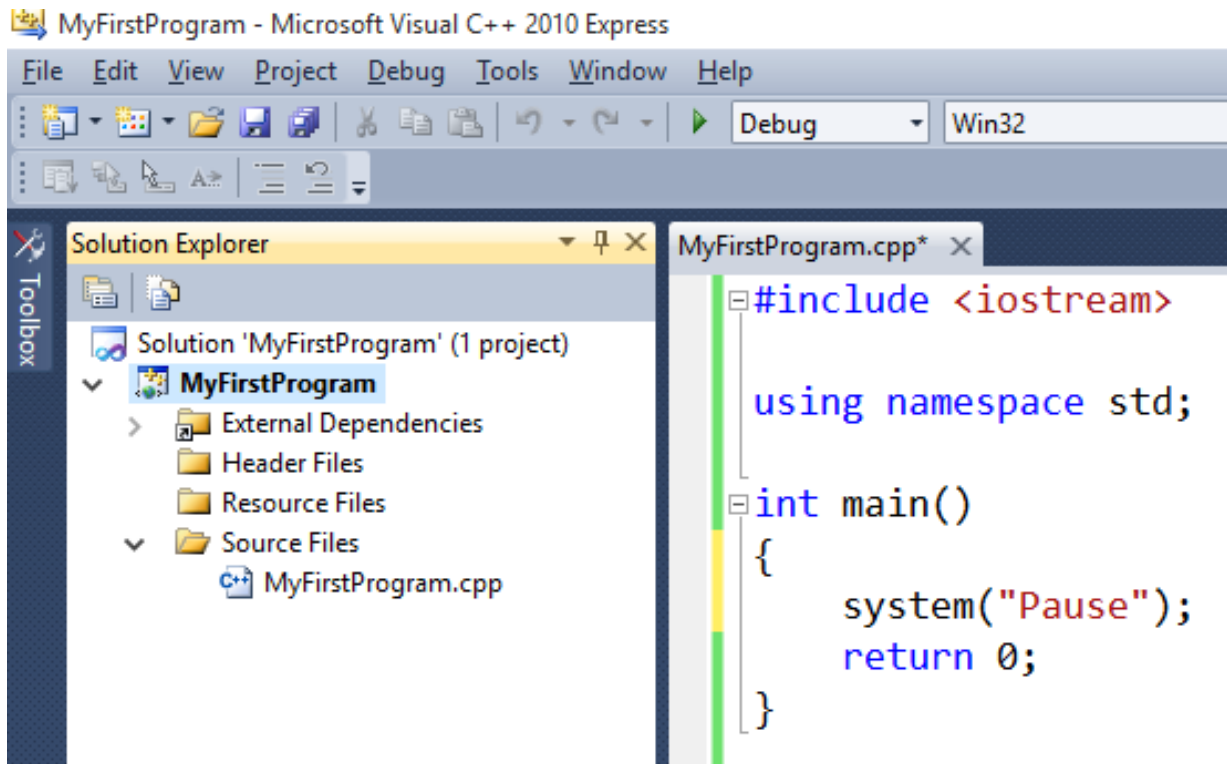 MyFirstProgram - Microsoft Visual C++ 2010 Express
File Edit View Project Debug Tools Window Help
Debug Win32
Toolbox
Solution Explorer
Solution 'MyFirstProgram' (1 project)
MyFirstProgram
External Dependencies
Header Files
Resource Files
Source Files
C++ MyFirstProgram.cpp
MyFirstProgram.cpp*
#include <iostream>
using namespace std;
int main()
{
system("Pause");
return 0;
}